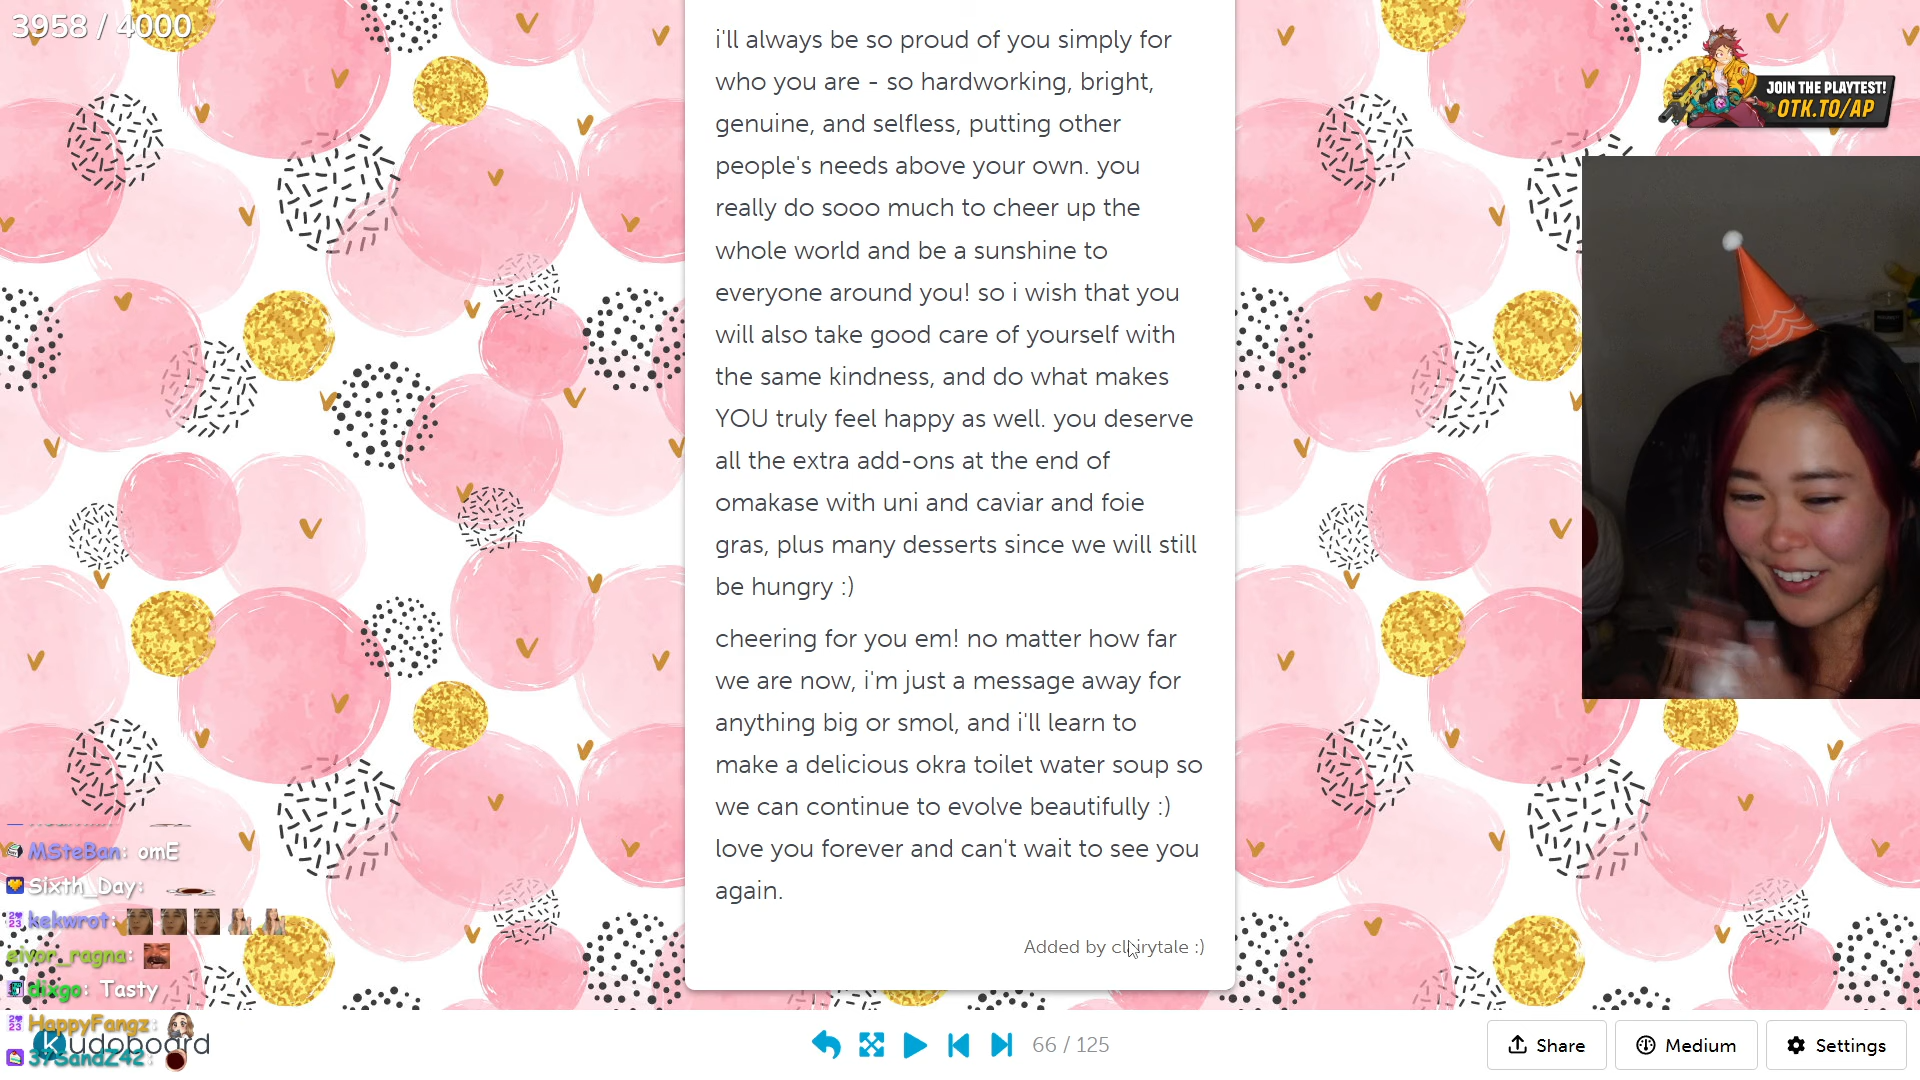 3958 / 4000
JOIN THE PLAYTEST!
OTK.TO/AP
i'll always be so proud of you simply for
who you are - so hardworking, bright,
genuine, and selfless, putting other
people's needs above your own. you
really do sooo much to cheer up the
whole world and be a sunshine to
everyone around you! so i wish that you
will also take good care of yourself with
the same kindness, and do what makes
YOU truly feel happy as well. you deserve
all the extra add-ons at the end of
omakase with uni and caviar and foie
gras, plus many desserts since we will still
be hungry :)
cheering for you em! no matter how far
we are now, i'm just a message away for
anything big or smol, and i'll learn to
make a delicious okra toilet water soup so
we can continue to evolve beautifully :)
love you forever and can't wait to see you
again.
Added by clairytale :)
MSteBan: omE
Sixth_Day:
kekwrot:
eivor_ragna:
dixgo: Tasty
HappyFangz:
37SandZ42:
kudoboard
66 / 125
Share
Medium
Settings